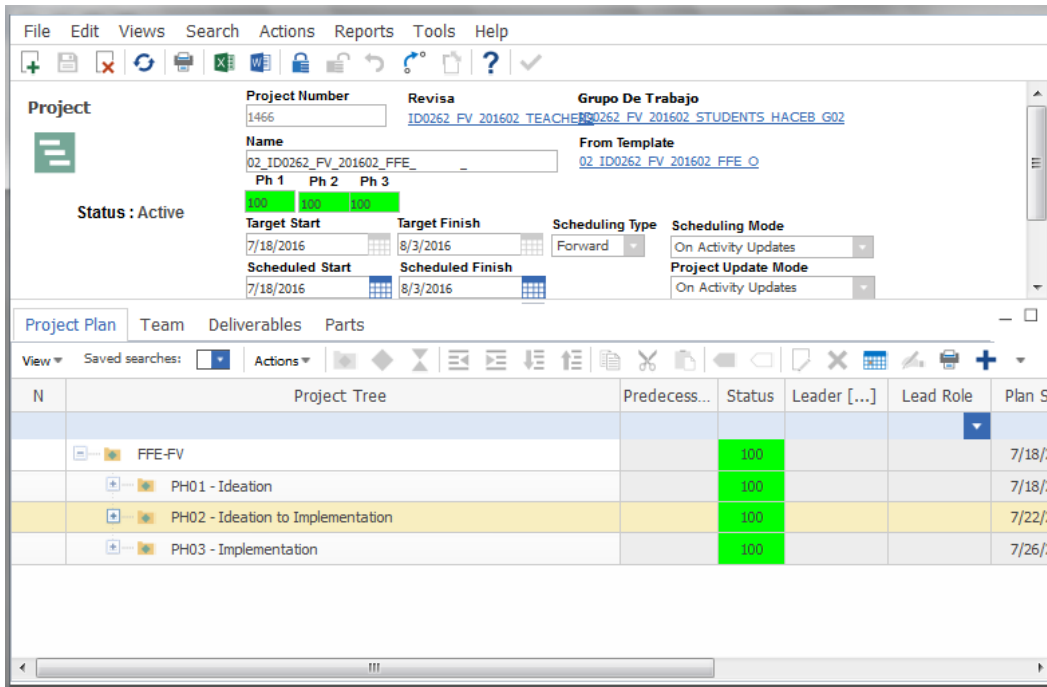 File Edit Views Search Actions Reports Tools Help
Project
Project Number Revisa Grupo De Trabajo
1466 ID0262_FV_201602_TEACHERS ID0262_FV_201602_STUDENTS_HACEB_G02
Name From Template
02_ID0262_FV_201602_FFE_ _ 02_ID0262_FV_201602_FFE_O
Ph 1 Ph 2 Ph 3
100 100 100
Status : Active
Target Start Target Finish Scheduling Type Scheduling Mode
7/18/2016 8/3/2016 Forward On Activity Updates
Scheduled Start Scheduled Finish Project Update Mode
7/18/2016 8/3/2016 On Activity Updates
Project Plan Team Deliverables Parts
View Saved searches: Actions
N Project Tree Predecess... Status Leader [...] Lead Role Plan S
FFE-FV 100 7/18/
PH01 - Ideation 100 7/18/
PH02 - Ideation to Implementation 100 7/22/
PH03 - Implementation 100 7/26/